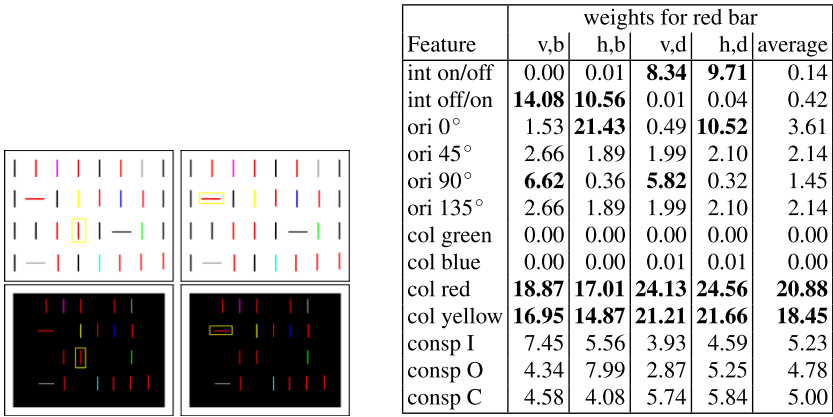 weights for red bar
Feature v,b h,b v,d h,d average
int on/off 0.00 0.01 8.34 9.71 0.14
int off/on 14.08 10.56 0.01 0.04 0.42
ori 0° 1.53 21.43 0.49 10.52 3.61
ori 45° 2.66 1.89 1.99 2.10 2.14
ori 90° 6.62 0.36 5.82 0.32 1.45
ori 135° 2.66 1.89 1.99 2.10 2.14
col green 0.00 0.00 0.00 0.00 0.00
col blue 0.00 0.00 0.01 0.01 0.00
col red 18.87 17.01 24.13 24.56 20.88
col yellow 16.95 14.87 21.21 21.66 18.45
consp I 7.45 5.56 3.93 4.59 5.23
consp O 4.34 7.99 2.87 5.25 4.78
consp C 4.58 4.08 5.74 5.84 5.00